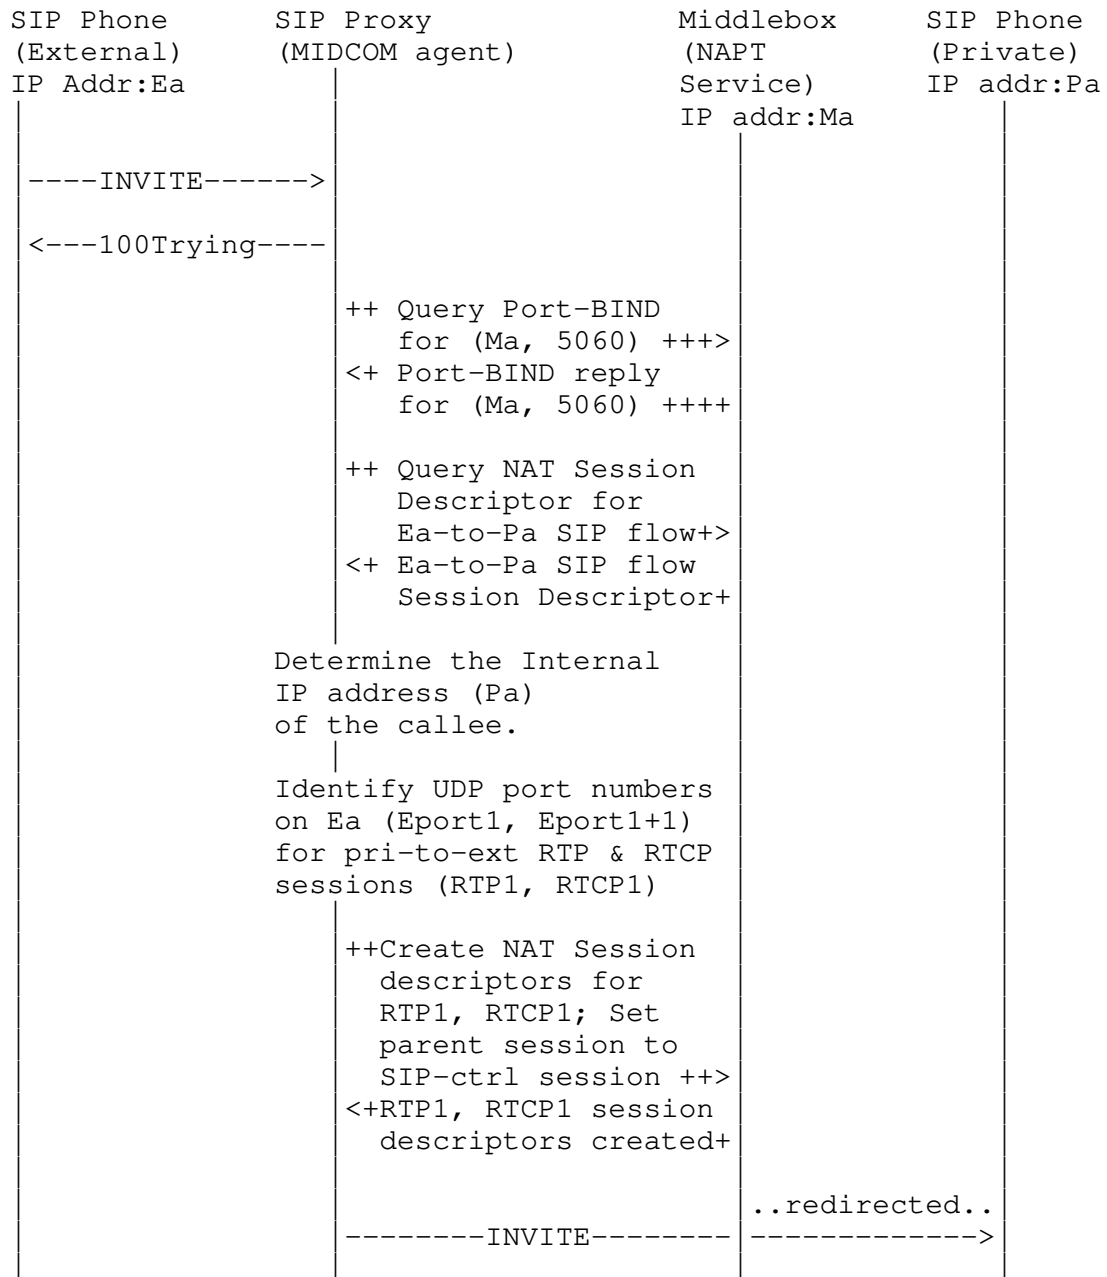 SIP Phone       SIP Proxy                Middlebox     SIP Phone
(External)     (MIDCOM agent)            (NAPT         (Private)
IP Addr:Ea                               Service)      IP addr:Pa
IP addr:Ma
----INVITE------>
<---100Trying----
++ Query Port-BIND
for (Ma, 5060) +++>
<+ Port-BIND reply
for (Ma, 5060) ++++
++ Query NAT Session
Descriptor for
Ea-to-Pa SIP flow+>
<+ Ea-to-Pa SIP flow
Session Descriptor+
Determine the Internal
IP address (Pa)
of the callee.
Identify UDP port numbers
on Ea (Eport1, Eport1+1)
for pri-to-ext RTP & RTCP
sessions (RTP1, RTCP1)
++Create NAT Session
descriptors for
RTP1, RTCP1; Set
parent session to
SIP-ctrl session ++>
<+RTP1, RTCP1 session
descriptors created+
..redirected..
--------INVITE--------|------------->